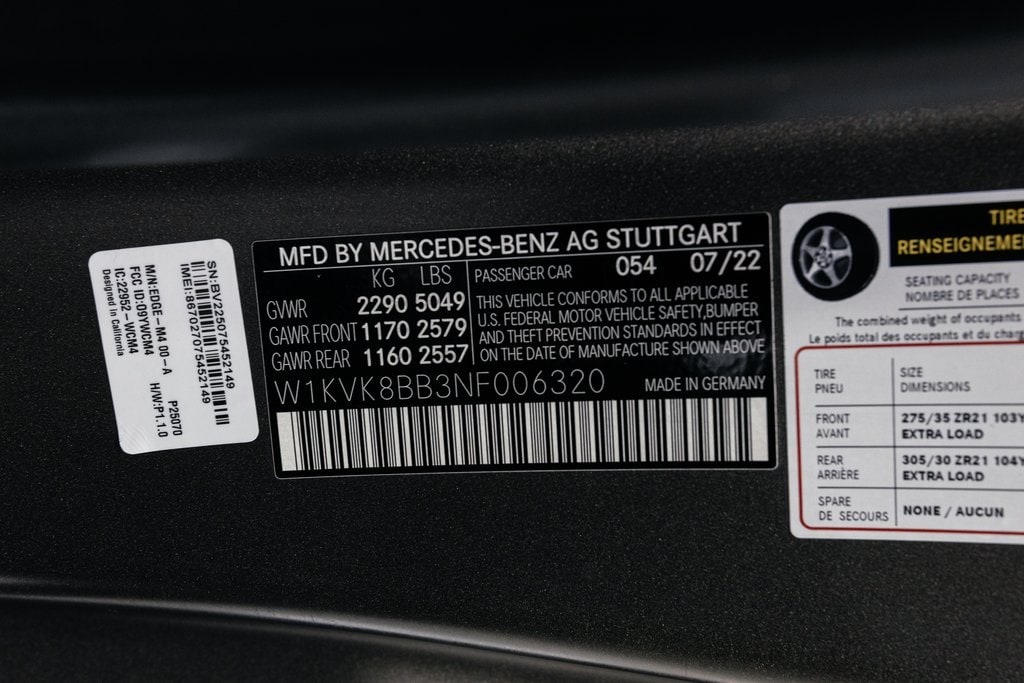 SN:BV2250754521​49
IMEI:867027075452149
M/N:EDGE-M4 00-A P25070
FCC ID:O9YWCM4 H/W:P1.1.0
IC:22952-WCM4
Designed in California
MFD BY MERCEDES-BENZ AG STUTTGART
KG LBS
GVWR 2290 5049
GAWR FRONT 1170 2579
GAWR REAR 1160 2557
PASSENGER CAR 054 07/22
THIS VEHICLE CONFORMS TO ALL APPLICABLE
U.S. FEDERAL MOTOR VEHICLE SAFETY,BUMPER
AND THEFT PREVENTION STANDARDS IN EFFECT
ON THE DATE OF MANUFACTURE SHOWN ABOVE
W1KVK8BB3NF006320 MADE IN GERMANY
TIRE
RENSEIGNEME
SEATING CAPACITY
NOMBRE DE PLACES
The combined weight of occupants
Le poids total des occupants et du charg
TIRE SIZE
PNEU DIMENSIONS
FRONT 275/35 ZR21 103Y
AVANT EXTRA LOAD
REAR 305/30 ZR21 104Y
ARRIÈRE EXTRA LOAD
SPARE NONE / AUCUN
DE SECOURS